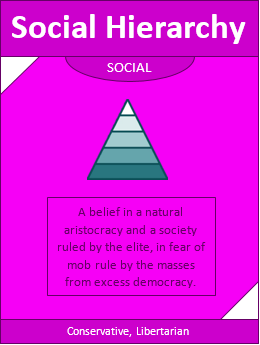 Social Hierarchy
SOCIAL
A belief in a natural
aristocracy and a society
ruled by the elite, in fear of
mob rule by the masses
from excess democracy.
Conservative, Libertarian